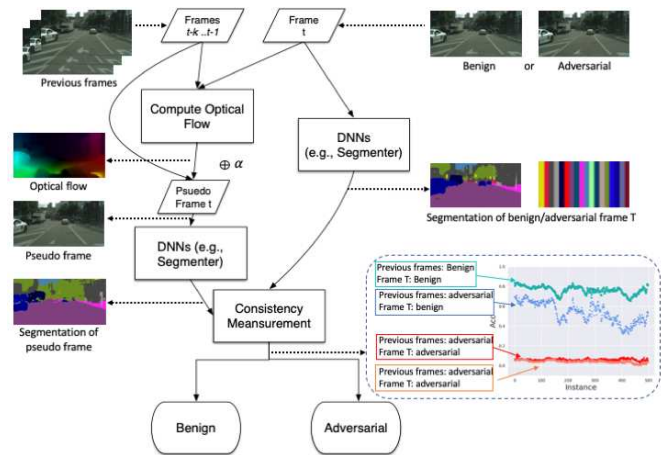 Frames
t-k ..t-1
Frame
t
Previous frames
Benign
or
Adversarial
Compute Optical
Flow
DNNs
(e.g., Segmenter)
⊕ α
Optical flow
Psuedo
Frame t
Segmentation of benign/adversarial frame T
Pseudo frame
DNNs (e.g.,
Segmenter)
Segmentation of
pseudo frame
Consistency
Meansurement
Previous frames: Benign
Frame T: Benign
Previous frames: adversarial
Frame T: benign
Previous frames: adversarial
Frame T: adversarial
Previous frames: adversarial
Frame T: adversarial
Acc
Instance
Benign
Adversarial